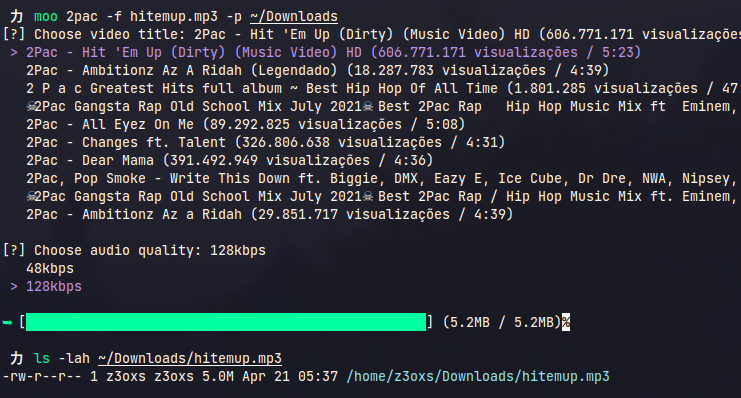 力 moo 2pac -f hitemup.mp3 -p ~/Downloads
[?] Choose video title: 2Pac - Hit 'Em Up (Dirty) (Music Video) HD (606.771.171 visualizações
> 2Pac - Hit 'Em Up (Dirty) (Music Video) HD (606.771.171 visualizações / 5:23)
2Pac - Ambitionz Az A Ridah (Legendado) (18.287.783 visualizações / 4:39)
2 P a c Greatest Hits full album ~ Best Hip Hop Of All Time (1.801.285 visualizações / 47
☠2Pac Gangsta Rap Old School Mix July 2021☠ Best 2Pac Rap   Hip Hop Music Mix ft  Eminem,
2Pac - All Eyez On Me (89.292.825 visualizações / 5:08)
2Pac - Changes ft. Talent (326.806.638 visualizações / 4:31)
2Pac - Dear Mama (391.492.949 visualizações / 4:36)
2Pac, Pop Smoke - Write This Down ft. Biggie, DMX, Eazy E, Ice Cube, Dr Dre, NWA, Nipsey,
☠2Pac Gangsta Rap Old School Mix July 2021☠ Best 2Pac Rap / Hip Hop Music Mix ft. Eminem,
2Pac - Ambitionz Az a Ridah (29.851.717 visualizações / 4:39)
[?] Choose audio quality: 128kbps
48kbps
> 128kbps
➥ [                    ] (5.2MB / 5.2MB)%
力 ls -lah ~/Downloads/hitemup.mp3
-rw-r--r-- 1 z3oxs z3oxs 5.0M Apr 21 05:37 /home/z3oxs/Downloads/hitemup.mp3